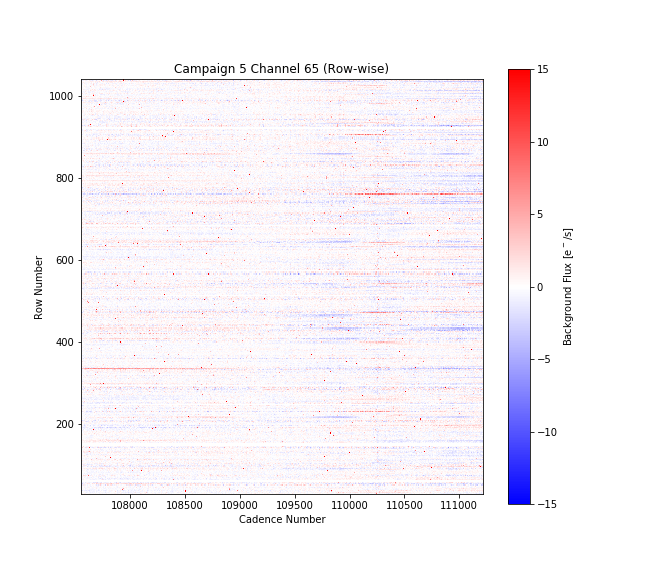 Campaign 5 Channel 65 (Row-wise)
1000
800
600
400
200
Row Number
108000 108500 109000 109500 110000 110500 111000
Cadence Number
15
10
5
0
−5
−10
−15
Background Flux [e⁻/s]